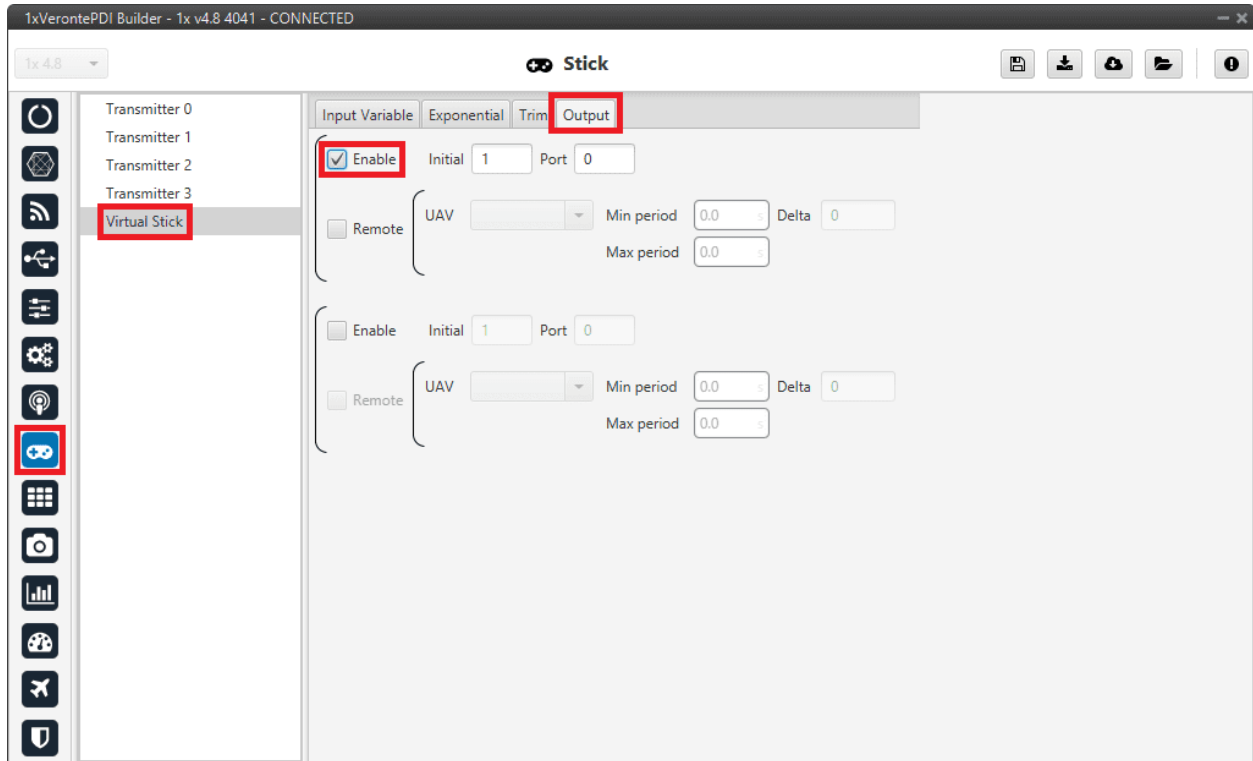 1xVerontePDI Builder - 1x v4.8 4041 - CONNECTED
1x 4.8
Stick
Transmitter 0
Transmitter 1
Transmitter 2
Transmitter 3
Virtual Stick
Input Variable Exponential Trim Output
Enable Initial 1 Port 0
Remote UAV Min period 0.0 s Delta 0
Max period 0.0 s
Enable Initial 1 Port 0
Remote UAV Min period 0.0 s Delta 0
Max period 0.0 s